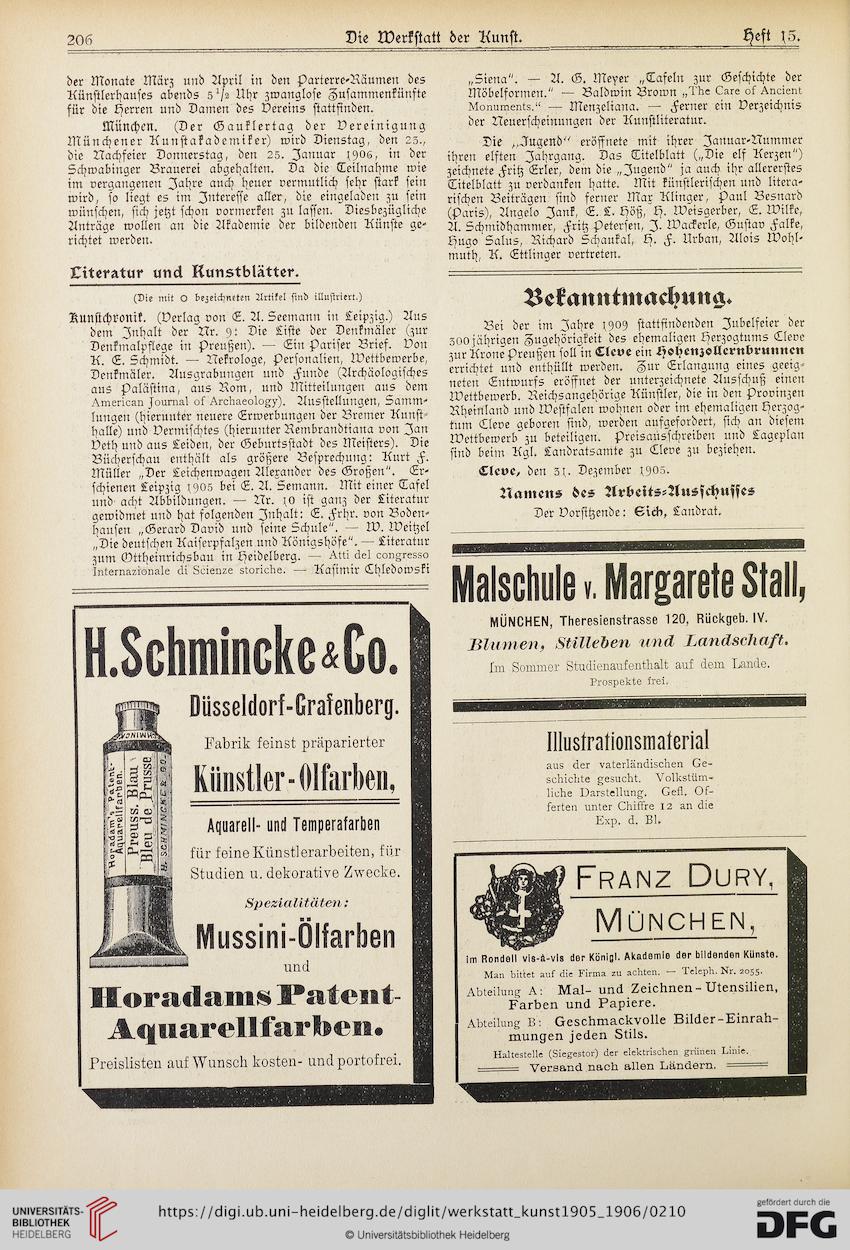 206
Die Werkstatt der Kunst.
Heft 15.
der Monate März und April in den Parterre-Räumen des
Künstlerhauses abends 5 1/2 Uhr zwanglose Zusammenkünfte
für die Herren und Damen des Vereins stattfinden.
München. (Der Gauklertag der Vereinigung
Münchener Kunstakademiker) wird Dienstag, den 23.,
die Nachfeier Donnerstag, den 25. Januar 1906, in der
Schwabinger Brauerei abgehalten. Da die Teilnahme wie
im vergangenen Jahre auch heuer vermutlich sehr stark sein
wird, so liegt es im Interesse aller, die eingeladen zu sein
wünschen, sich jetzt schon vormerken zu lassen. Diesbezügliche
Anträge wollen an die Akademie der bildenden Künste ge-
richtet werden.
Literatur und Kunstblätter.
(Die mit O bezeichneten Artikel sind illustriert.)
Kunstchronik. (Verlag von E. A. Seemann in Leipzig.) Aus
dem Inhalt der Nr. 9: Die Liste der Denkmäler (zur
Denkmalpflege in Preußen). — Ein Pariser Brief. Von
K. E. Schmidt. — Nekrologe, Personalien, Wettbewerbe,
Denkmäler. Ausgrabungen und Funde (Archäologisches
aus Palästina, aus Rom, und Mitteilungen aus dem
American Journal of Archaeology). Ausstellungen, Samm-
lungen (hierunter neuere Erwerbungen der Bremer Kunst-
halle) und Vermischtes (hierunter Rembrandtiana von Jan
Veth und aus Leiden, der Geburtsstadt des Meisters). Die
Bücherschau enthält als größere Besprechung: Kurt F.
Müller „Der Leichenwagen Alexander des Großen“. Er-
schienen Leipzig 1905 bei E. A. Semann. Mit einer Tafel
und acht Abbildungen. — Nr. 10 ist ganz der Literatur
gewidmet und hat folgenden Inhalt: E. Frhr. von Boden-
hausen „Gerard David und seine Schule“. — W. Weitzel
„Die deutschen Kaiserpfalzen und Königshöfe“. — Literatur
zum Ottheinrichsbau in Heidelberg. — Atti del congresso
Internazionale di Scienze storiche. — Kasimir Chledowski
„Siena“. — A. G. Meyer „Tafeln zur Geschichte der
Möbelformen.“ — Baldwin Brown „The Care of Ancient
Monuments.“ — Menzeliana. — Ferner ein Verzeichnis
der Neuerscheinungen der Kunstliteratur.
Die „Jugend“ eröffnete mit ihrer Januar-Nummer
ihren elften Jahrgang. Das Titelblatt („Die elf Kerzen“)
zeichnete Fritz Erler, dem die „Jugend“ ja auch ihr allererstes
Titelblatt zu verdanken hatte. Mit künstlerischen und litera-
rischen Beiträgen sind ferner Max Klinger, Paul Besnard
(Paris), Angelo Jank, E. L. Höß, H. Weisgerber, E. Wilke,
A. Schmidhammer, Fritz Petersen, J. Wackerle, Gustav Falke,
Hugo Salus, Richard Schaukal, H. F. Urban, Alois Wohl-
muth, K. Ettlinger vertreten.
Bekanntmachung.
Bei der im Jahre 1909 stattfindenden Jubelfeier der
300jährigen Zugehörigkeit des ehemaligen Herzogtums Cleve
zur Krone Preußen soll in Cleve ein Hohenzollernbrunnen
errichtet und enthüllt werden. Zur Erlangung eines geeig-
neten Entwurfs eröffnet der unterzeichnete Ausschuß einen
Wettbewerb. Reichsangehörige Künstler, die in den Provinzen
Rheinland und Westfalen wohnen oder im ehemaligen Herzog-
tum Cleve geboren sind, werden aufgefordert, sich an diesem
Wettbewerb zu beteiligen. Preisausschreiben und Lageplan
sind beim Kgl. Landratsamte zu Cleve zu beziehen.
Cleve, den 31. Dezember 1905.
Namens des Arbeits-Ausschusses
Der Vorsitzende: Eich, Landrat.
H. Schmincke & Co.
Düsseldorf-Grafenberg.
Fabrik feinst präparierter
Künstler-Ölfarben,
Aquarell- und Temperafarben
für feine Künstlerarbeiten, für
Studien u. dekorative Zwecke.
Spezialitäten:
Mussini-Ölfarben
und
Horadams Patent-
Aquarellfarben.
Preislisten auf Wunsch kosten- und portofrei.
Horadam's Patent-
Aquarellfarben.
Preuss. Blau
Bleu de Prusse
H. SCHMINCKE & CO.
Malschule v. Margarete Stall,
MÜNCHEN, Theresienstrasse 120, Rückgeb. IV.
Blumen, Stilleben und Landschaft.
Im Sommer Studienaufenthalt auf dem Lande.
Prospekte frei.
Illustrationsmaterial
aus der vaterländischen Ge-
schichte gesucht. Volkstüm-
liche Darstellung. Gefl. Of-
ferten unter Chiffre 12 an die
Exp. d. Bl.
FRANZ DURY,
MÜNCHEN,
im Rondell vis-à-vis der Königl. Akademie der bildenden Künste.
Man bittet auf die Firma zu achten. — Teleph. Nr. 2055.
Abteilung A: Mal- und Zeichnen-Utensilien,
Farben und Papiere.
Abteilung B: Geschmackvolle Bilder-Einrah-
mungen jeden Stils.
Haltestelle (Siegestor) der elektrischen grünen Linie.
Versand nach allen Ländern.
UNIVERSITÄTS-
BIBLIOTHEK
HEIDELBERG
https://digi.ub.uni-heidelberg.de/diglit/werkstatt_kunst1905_1906/0210
© Universitätsbibliothek Heidelberg
gefördert durch die
DFG